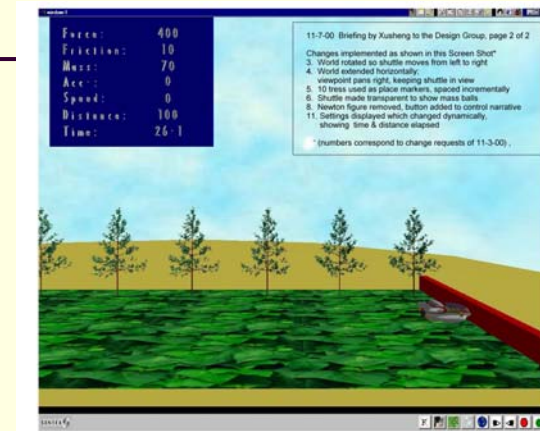 Force: 400
Friction: 10
Mass: 70
Acc·: 0
Speed: 0
Distance: 100
Time: 26·1
11-7-00 Briefing by Xusheng to the Design Group, page 2 of 2
Changes implemented as shown in this Screen Shot*
3. World rotated so shuttle moves from left to right
4. World extended horizontally;
viewpoint pans right, keeping shuttle in view
5. 10 tress used as place markers, spaced incrementally
6. Shuttle made transparent to show mass balls
8. Newton figure removed, button added to control narrative
11. Settings displayed which changed dynamically,
showing time & distance elapsed
* (numbers correspond to change requests of 11-3-00) .
F